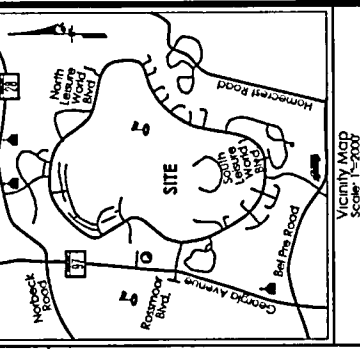 28
North
Leisure
World
Blvd.
Homecrest Road
SITE
South
Leisure
World
Blvd.
Norbeck
Road
97
Rossmoor
Blvd.
Georgia Avenue
Bel Pre Road
Vicinity Map
Scale: 1"=2000'